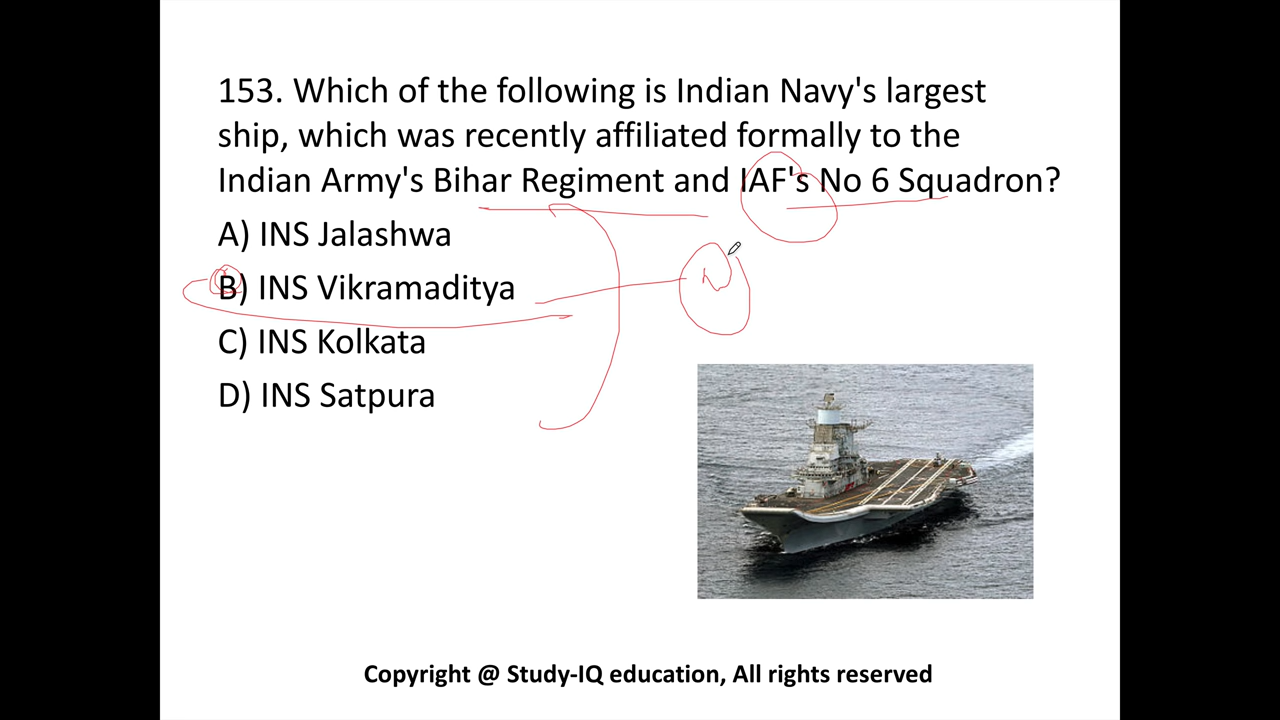 153. Which of the following is Indian Navy's largest
ship, which was recently affiliated formally to the
Indian Army's Bihar Regiment and IAF's No 6 Squadron?
A) INS Jalashwa
B) INS Vikramaditya
N
C) INS Kolkata
D) INS Satpura
Copyright @ Study-IQ education, All rights reserved